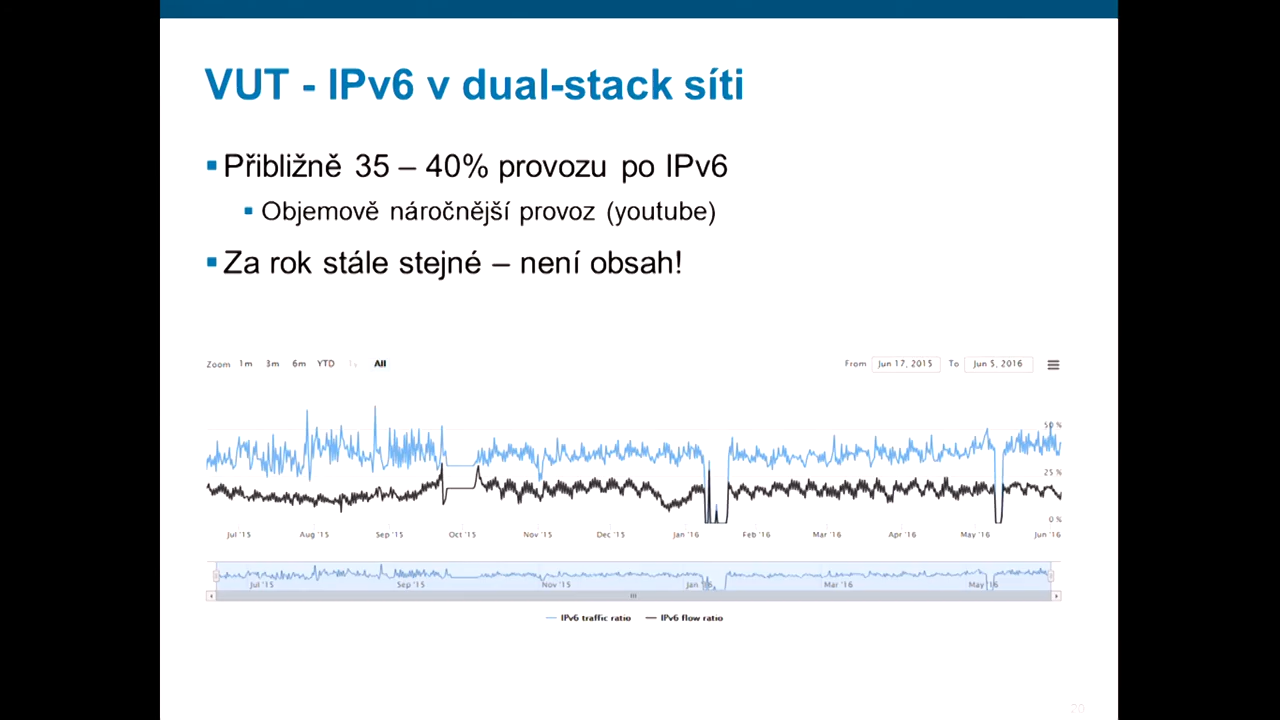 VUT - IPv6 v dual-stack síti
Přibližně 35 – 40% provozu po IPv6
Objemově náročnější provoz (youtube)
Za rok stále stejné – není obsah!
Zoom 1m 3m 6m YTD All From Jun 17, 2015 To Jun 5, 2016
50 %
25 %
0 %
Jul '15 Aug '15 Sep '15 Oct '15 Nov '15 Dec '15 Jan '16 Feb '16 Mar '16 Apr '16 May '16 Jun '16
Jul '15 Sep '15 Nov '15 Jan '16 Mar '16 May '16
IPv6 traffic ratio IPv6 flow ratio
20